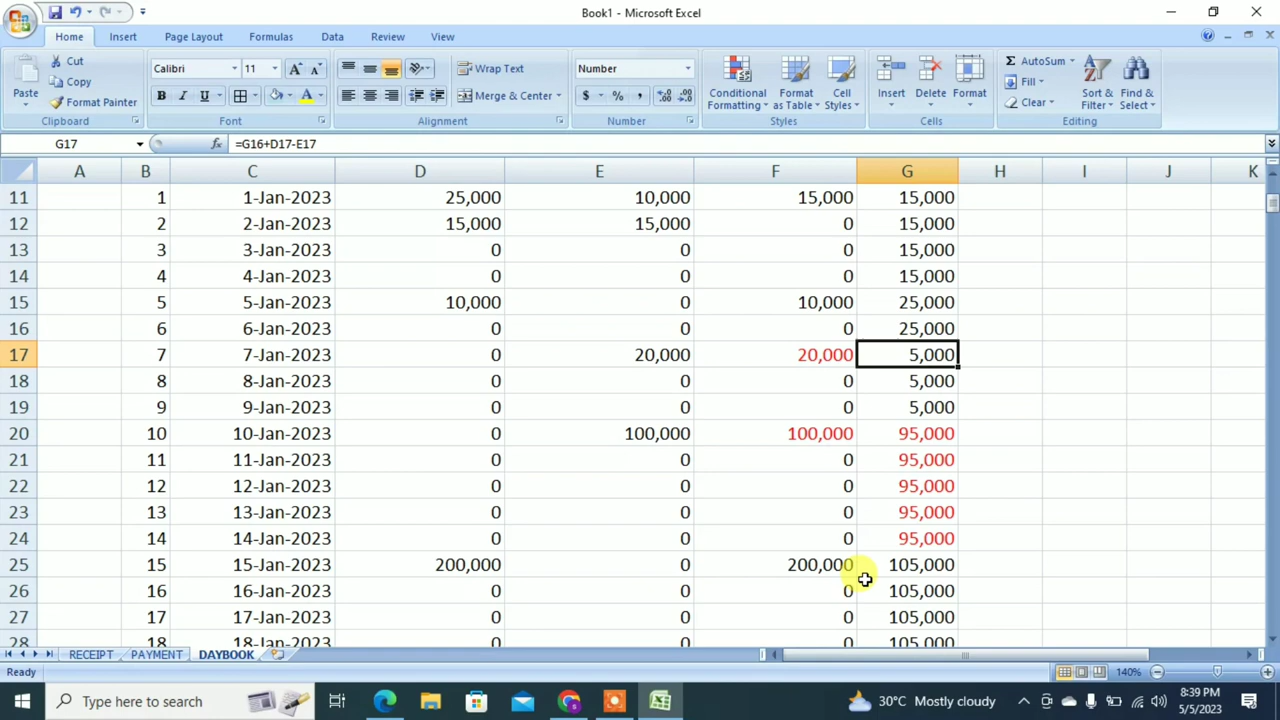 Book1 - Microsoft Excel
Home Insert Page Layout Formulas Data Review View
Paste
Cut
Copy
Format Painter
Clipboard
Calibri 11
B I U
Font
Wrap Text
Merge & Center
Alignment
Number
$ % ,
Number
Conditional Formatting
Format as Table
Cell Styles
Styles
Insert Delete Format
Cells
AutoSum
Fill
Clear
Sort & Filter
Find & Select
Editing
G17 fx =G16+D17-E17
A B C D E F G H I J K
11 1 1-Jan-2023 25,000 10,000 15,000 15,000
12 2 2-Jan-2023 15,000 15,000 0 15,000
13 3 3-Jan-2023 0 0 0 15,000
14 4 4-Jan-2023 0 0 0 15,000
15 5 5-Jan-2023 10,000 0 10,000 25,000
16 6 6-Jan-2023 0 0 0 25,000
17 7 7-Jan-2023 0 20,000 20,000 5,000
18 8 8-Jan-2023 0 0 0 5,000
19 9 9-Jan-2023 0 0 0 5,000
20 10 10-Jan-2023 0 100,000 100,000 95,000
21 11 11-Jan-2023 0 0 0 95,000
22 12 12-Jan-2023 0 0 0 95,000
23 13 13-Jan-2023 0 0 0 95,000
24 14 14-Jan-2023 0 0 0 95,000
25 15 15-Jan-2023 200,000 0 200,000 105,000
26 16 16-Jan-2023 0 0 0 105,000
27 17 17-Jan-2023 0 0 0 105,000
28 18 18-Jan-2023 0 0 0 105,000
RECEIPT PAYMENT DAYBOOK
Ready 140%
Type here to search 30°C Mostly cloudy 8:39 PM
5/5/2023